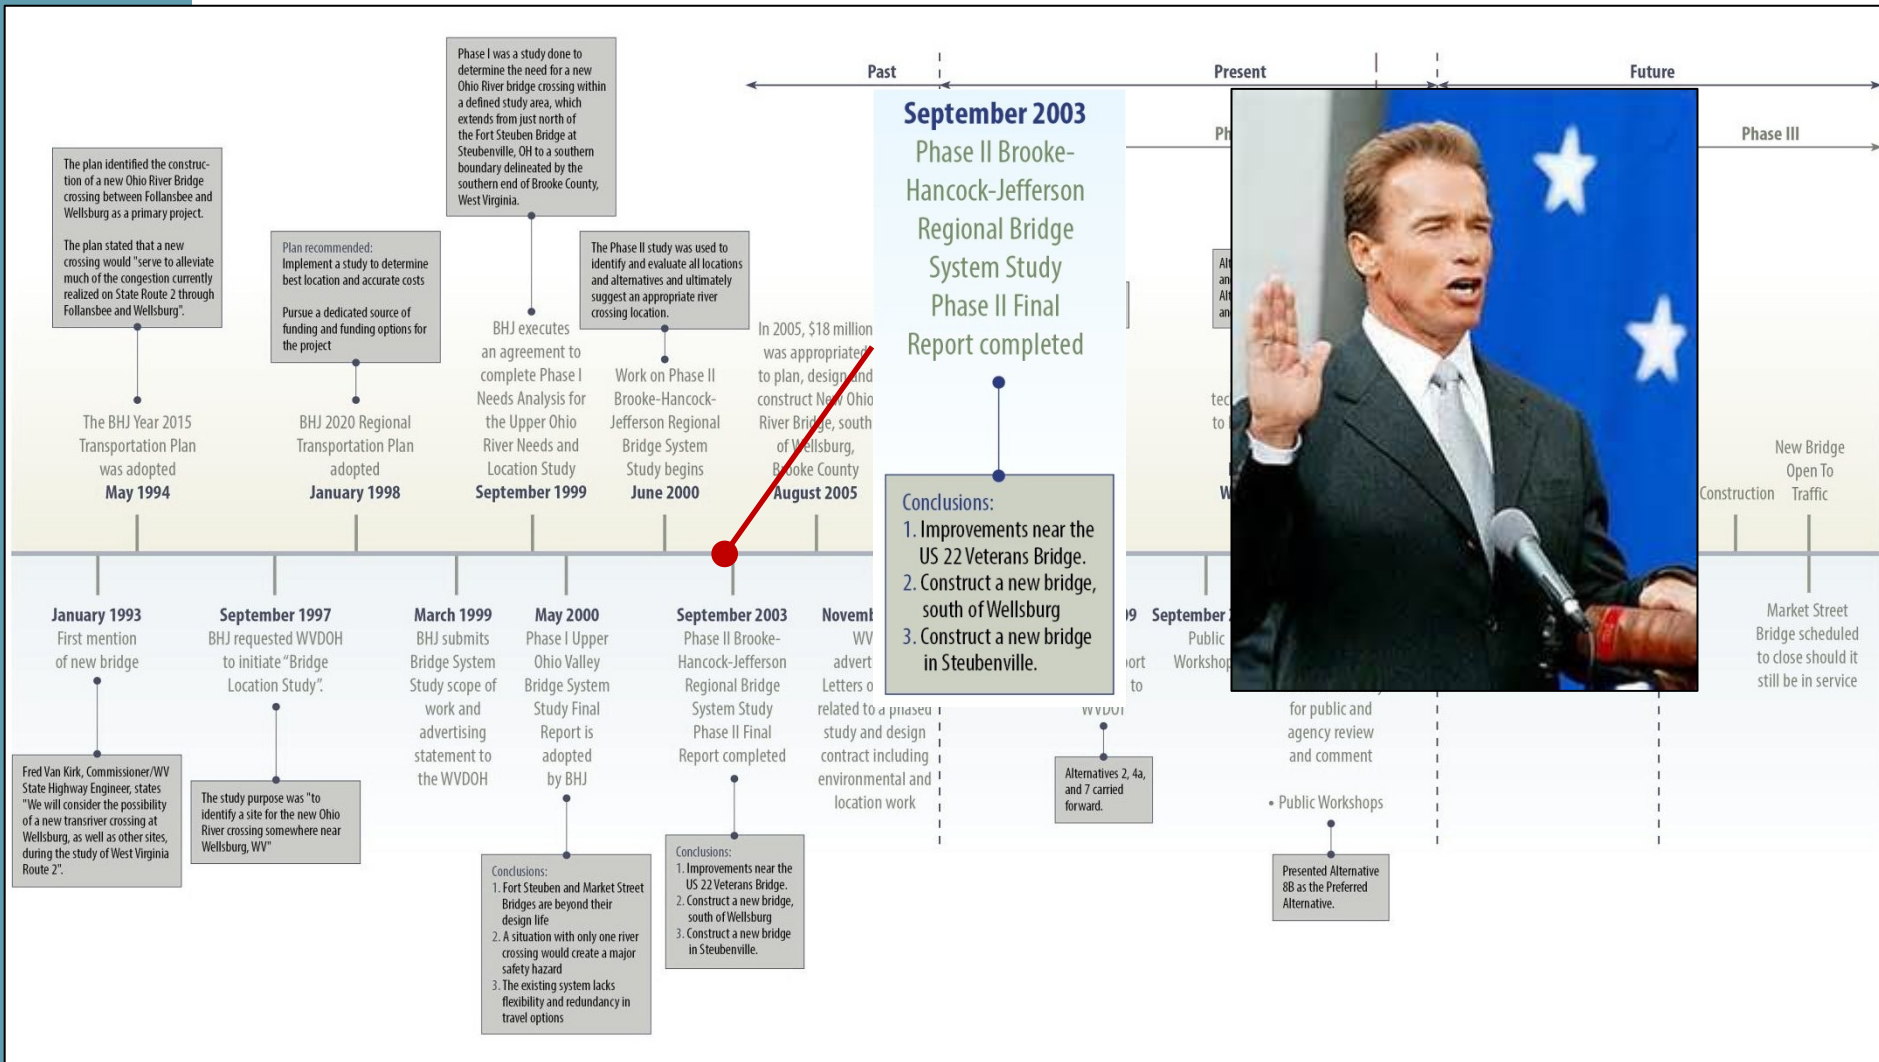 Past
Present
Future
Phase III
The plan identified the construc-
tion of a new Ohio River Bridge
crossing between Follansbee and
Wellsburg as a primary project.
The plan stated that a new
crossing would "serve to alleviate
much of the congestion currently
realized on State Route 2 through
Follansbee and Wellsburg".
The BHJ Year 2015
Transportation Plan
was adopted
May 1994
Plan recommended:
Implement a study to determine
best location and accurate costs
Pursue a dedicated source of
funding and funding options for
the project
BHJ 2020 Regional
Transportation Plan
adopted
January 1998
Phase I was a study done to
determine the need for a new
Ohio River bridge crossing within
a defined study area, which
extends from just north of
the Fort Steuben Bridge at
Steubenville, OH to a southern
boundary delineated by the
southern end of Brooke County,
West Virginia.
BHJ executes
an agreement to
complete Phase I
Needs Analysis for
the Upper Ohio
River Needs and
Location Study
September 1999
The Phase II study was used to
identify and evaluate all locations
and alternatives and ultimately
suggest an appropriate river
crossing location.
Work on Phase II
Brooke-Hancock-
Jefferson Regional
Bridge System
Study begins
June 2000
In 2005, $18 million
was appropriated
to plan, design and
construct New Ohio
River Bridge, south
of Wellsburg,
Brooke County
August 2005
September 2003
Phase II Brooke-
Hancock-Jefferson
Regional Bridge
System Study
Phase II Final
Report completed
Conclusions:
1. Improvements near the
US 22 Veterans Bridge.
2. Construct a new bridge,
south of Wellsburg
3. Construct a new bridge
in Steubenville.
Construction
New Bridge
Open To
Traffic
January 1993
First mention
of new bridge
Fred Van Kirk, Commissioner/WV
State Highway Engineer, states
"We will consider the possibility
of a new transriver crossing at
Wellsburg, as well as other sites,
during the study of West Virginia
Route 2".
September 1997
BHJ requested WVDOH
to initiate "Bridge
Location Study".
The study purpose was "to
identify a site for the new Ohio
River crossing somewhere near
Wellsburg, WV"
March 1999
BHJ submits
Bridge System
Study scope of
work and
advertising
statement to
the WVDOH
May 2000
Phase I Upper
Ohio Valley
Bridge System
Study Final
Report is
adopted
by BHJ
Conclusions:
1. Fort Steuben and Market Street
Bridges are beyond their
design life
2. A situation with only one river
crossing would create a major
safety hazard
3. The existing system lacks
flexibility and redundancy in
travel options
September 2003
Phase II Brooke-
Hancock-Jefferson
Regional Bridge
System Study
Phase II Final
Report completed
Conclusions:
1. Improvements near the
US 22 Veterans Bridge.
2. Construct a new bridge,
south of Wellsburg
3. Construct a new bridge
in Steubenville.
Letters
related to a phased
study and design
contract including
environmental and
location work
to
WVDOT
Alternatives 2, 4a,
and 7 carried
forward.
September
Public
for public and
agency review
and comment
• Public Workshops
Presented Alternative
8B as the Preferred
Alternative.
Market Street
Bridge scheduled
to close should it
still be in service